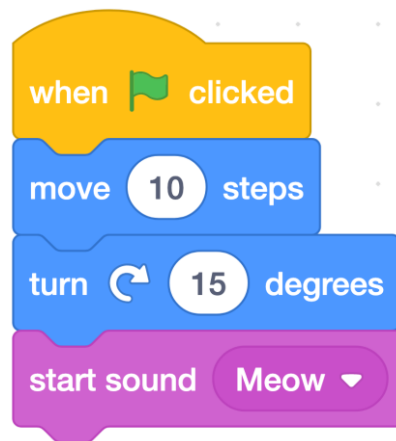 when clicked
move 10 steps
turn 15 degrees
start sound Meow